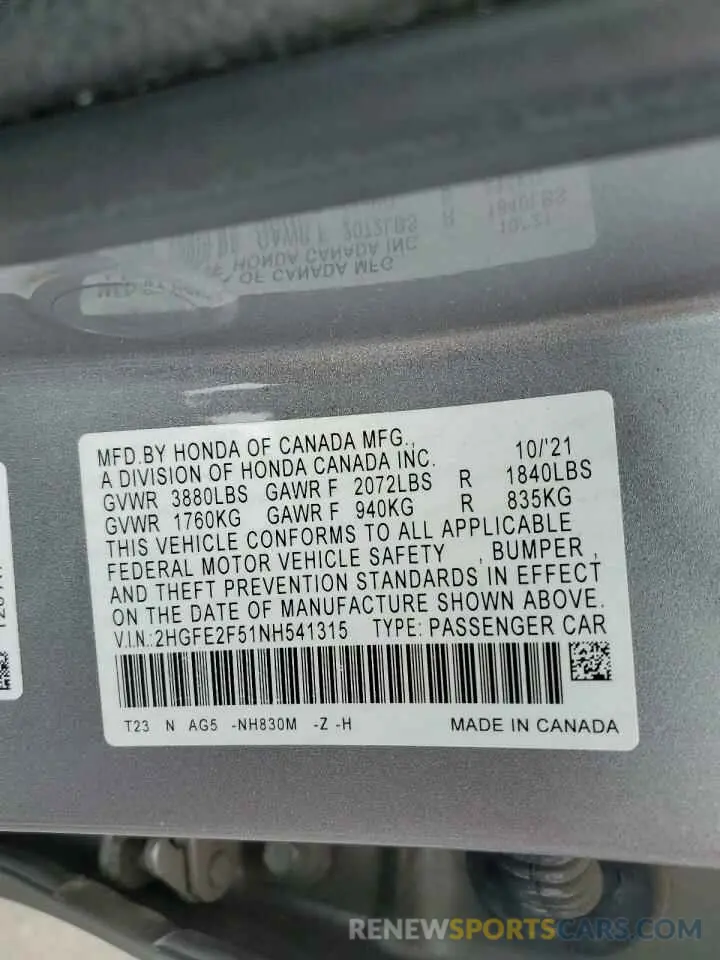 MFD.BY HONDA OF CANADA MFG., 10/'21
A DIVISION OF HONDA CANADA INC.
GVWR 3880LBS GAWR F 2072LBS R 1840LBS
GVWR 1760KG GAWR F 940KG R 835KG
THIS VEHICLE CONFORMS TO ALL APPLICABLE
FEDERAL MOTOR VEHICLE SAFETY , BUMPER ,
AND THEFT PREVENTION STANDARDS IN EFFECT
ON THE DATE OF MANUFACTURE SHOWN ABOVE.
V.I.N.:2HGFE2F51NH541315 TYPE: PASSENGER CAR
T23 N AG5 -NH830M -Z -H MADE IN CANADA
RENEWSPORTSCARS.COM